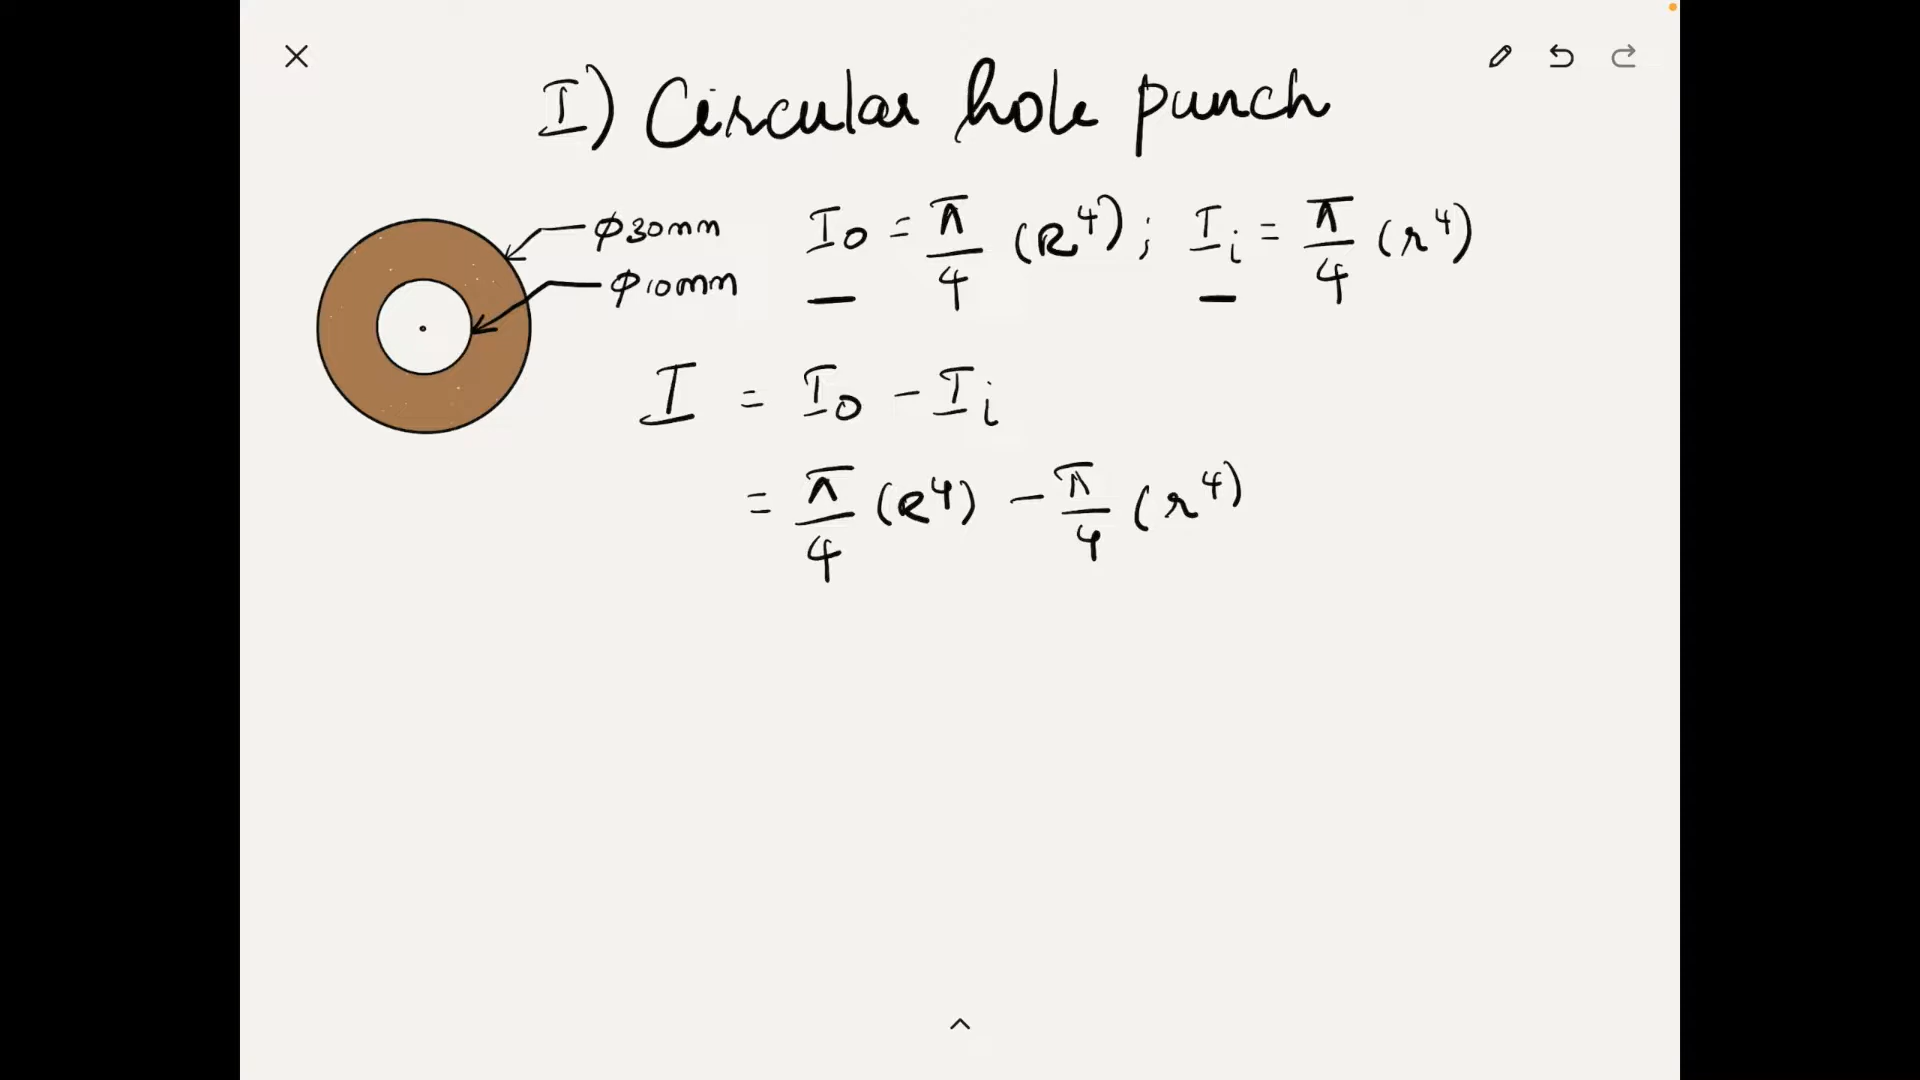 I) Circular hole punch
ϕ30mm
ϕ10mm
I₀ = π/4 (R⁴) ; Iᵢ = π/4 (r⁴)
I = I₀ - Iᵢ
= π/4 (R⁴) - π/4 (r⁴)